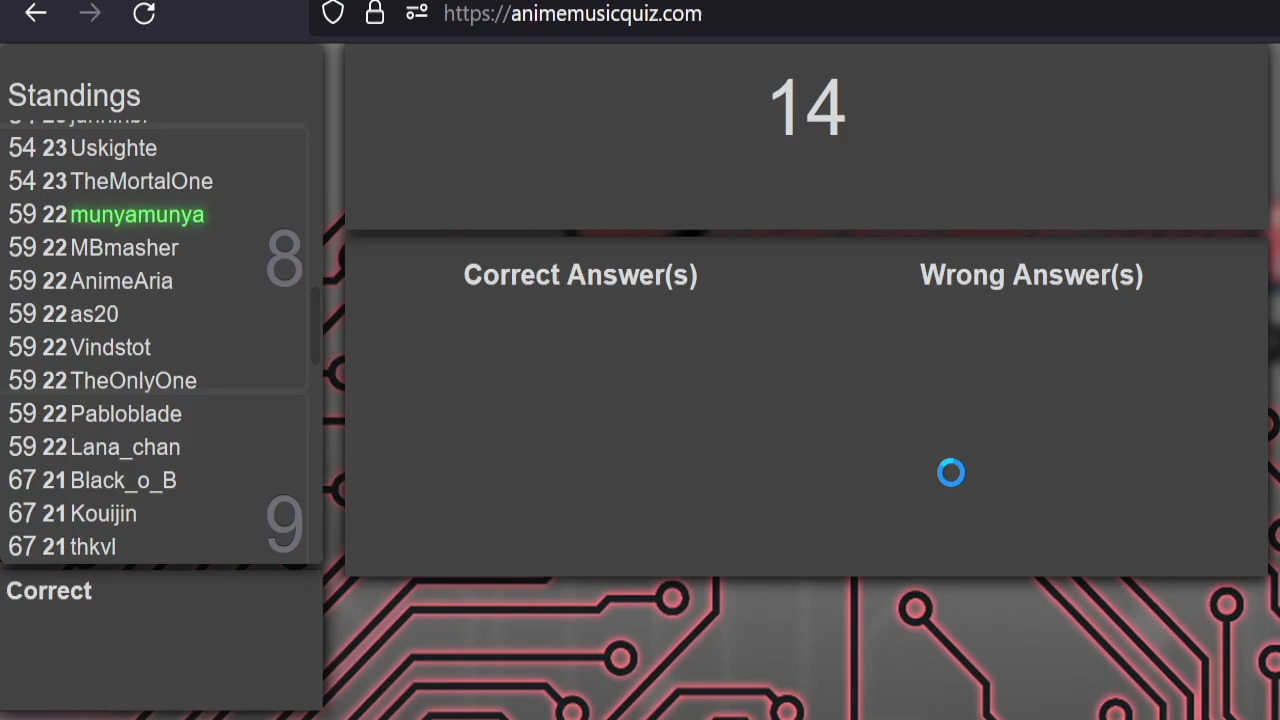 https://animemusicquiz.com
Standings
54 23 Uskighte
54 23 TheMortalOne
59 22 munyamunya
59 22 MBmasher
8
59 22 AnimeAria
59 22 as20
59 22 Vindstot
59 22 TheOnlyOne
59 22 Pabloblade
59 22 Lana_chan
67 21 Black_o_B
67 21 Kouijin
9
67 21 thkvl
Correct
14
Correct Answer(s)
Wrong Answer(s)